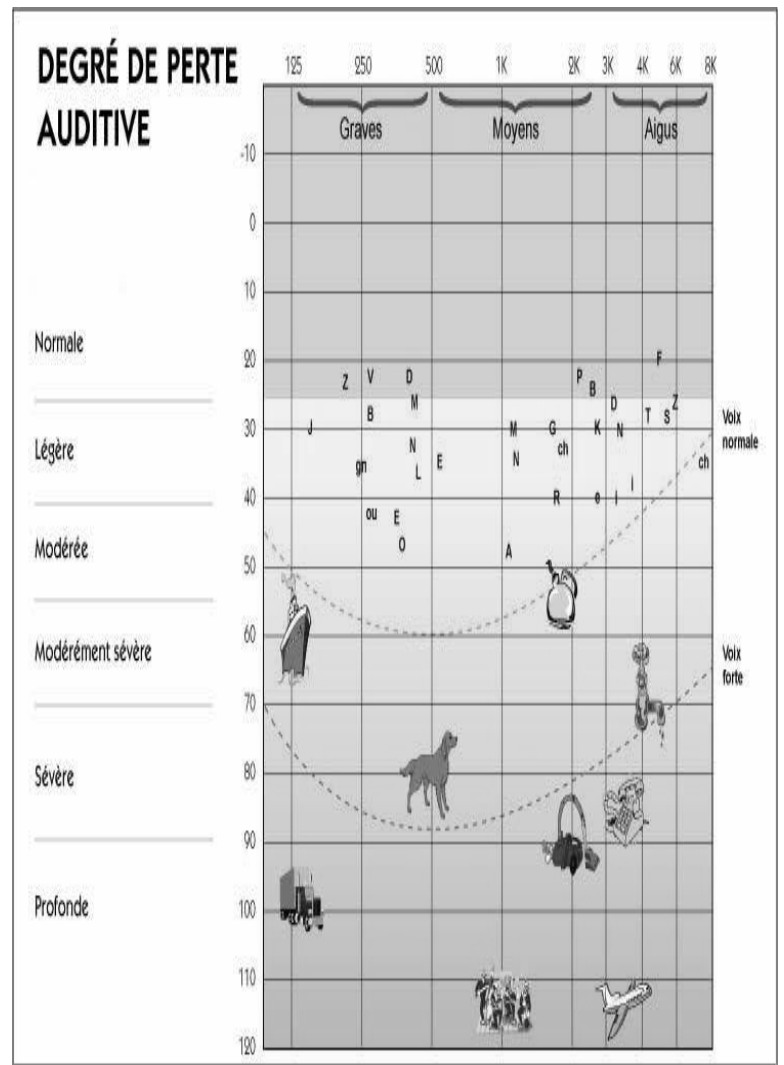 DEGRÉ DE PERTE
AUDITIVE
125 250 500 1K 2K 3K 4K 6K 8K
Graves Moyens Aigus
-10
0
10
Normale
20
F
Z V D P
B
M D Z
B T S
Légère
30
J M G K N
Voix
normale
N ch
gn L E N ch
I
40
R e I
ou E
Modérée
O A
50
60
Modérément sévère
Voix
forte
70
Sévère
80
90
Profonde
100
110
120